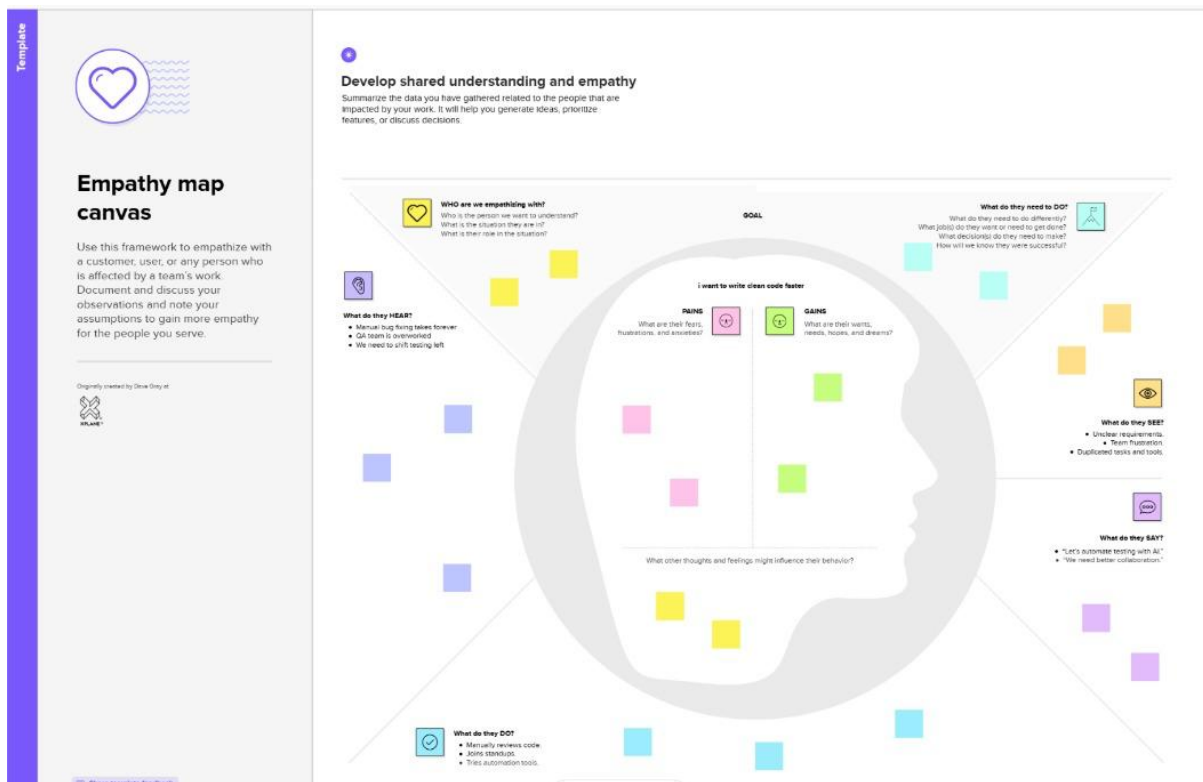 Template
Empathy map
canvas
Use this framework to empathize with
a customer, user, or any person who
is affected by a team's work.
Document and discuss your
observations and note your
assumptions to gain more empathy
for the people you serve.
Originally created by Dave Gray at
XPLANE
Develop shared understanding and empathy
Summarize the data you have gathered related to the people that are
impacted by your work. It will help you generate ideas, prioritize
features, or discuss decisions.
WHO are we empathizing with?
Who is the person we want to understand?
What is the situation they are in?
What is their role in the situation?
GOAL
What do they need to DO?
What do they need to do differently?
What job(s) do they want or need to get done?
What decision(s) do they need to make?
How will we know they were successful?
i want to write clean code faster
What do they HEAR?
• Manual bug fixing takes forever
• QA team is overworked
• We need to shift testing left
PAINS
What are their fears,
frustrations, and anxieties?
GAINS
What are their wants,
needs, hopes, and dreams?
What do they SEE?
• Unclear requirements.
• Team frustration.
• Duplicated tasks and tools.
What do they SAY?
• "Let's automate testing with AI."
• "We need better collaboration."
What other thoughts and feelings might influence their behavior?
What do they DO?
• Manually reviews code.
• Joins standups.
• Tries automation tools.